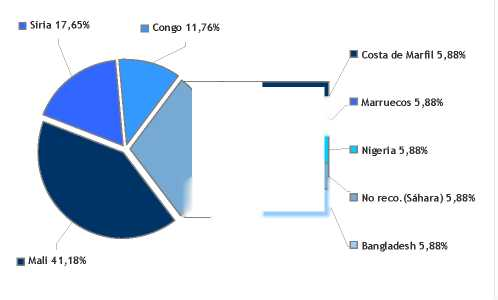 Siria 17,65%
Congo 11,76%
Costa de Marfil 5,88%
Marruecos 5,88%
Nigeria 5,88%
No reco.(Sáhara) 5,88%
Bangladesh 5,88%
Mali 41,18%